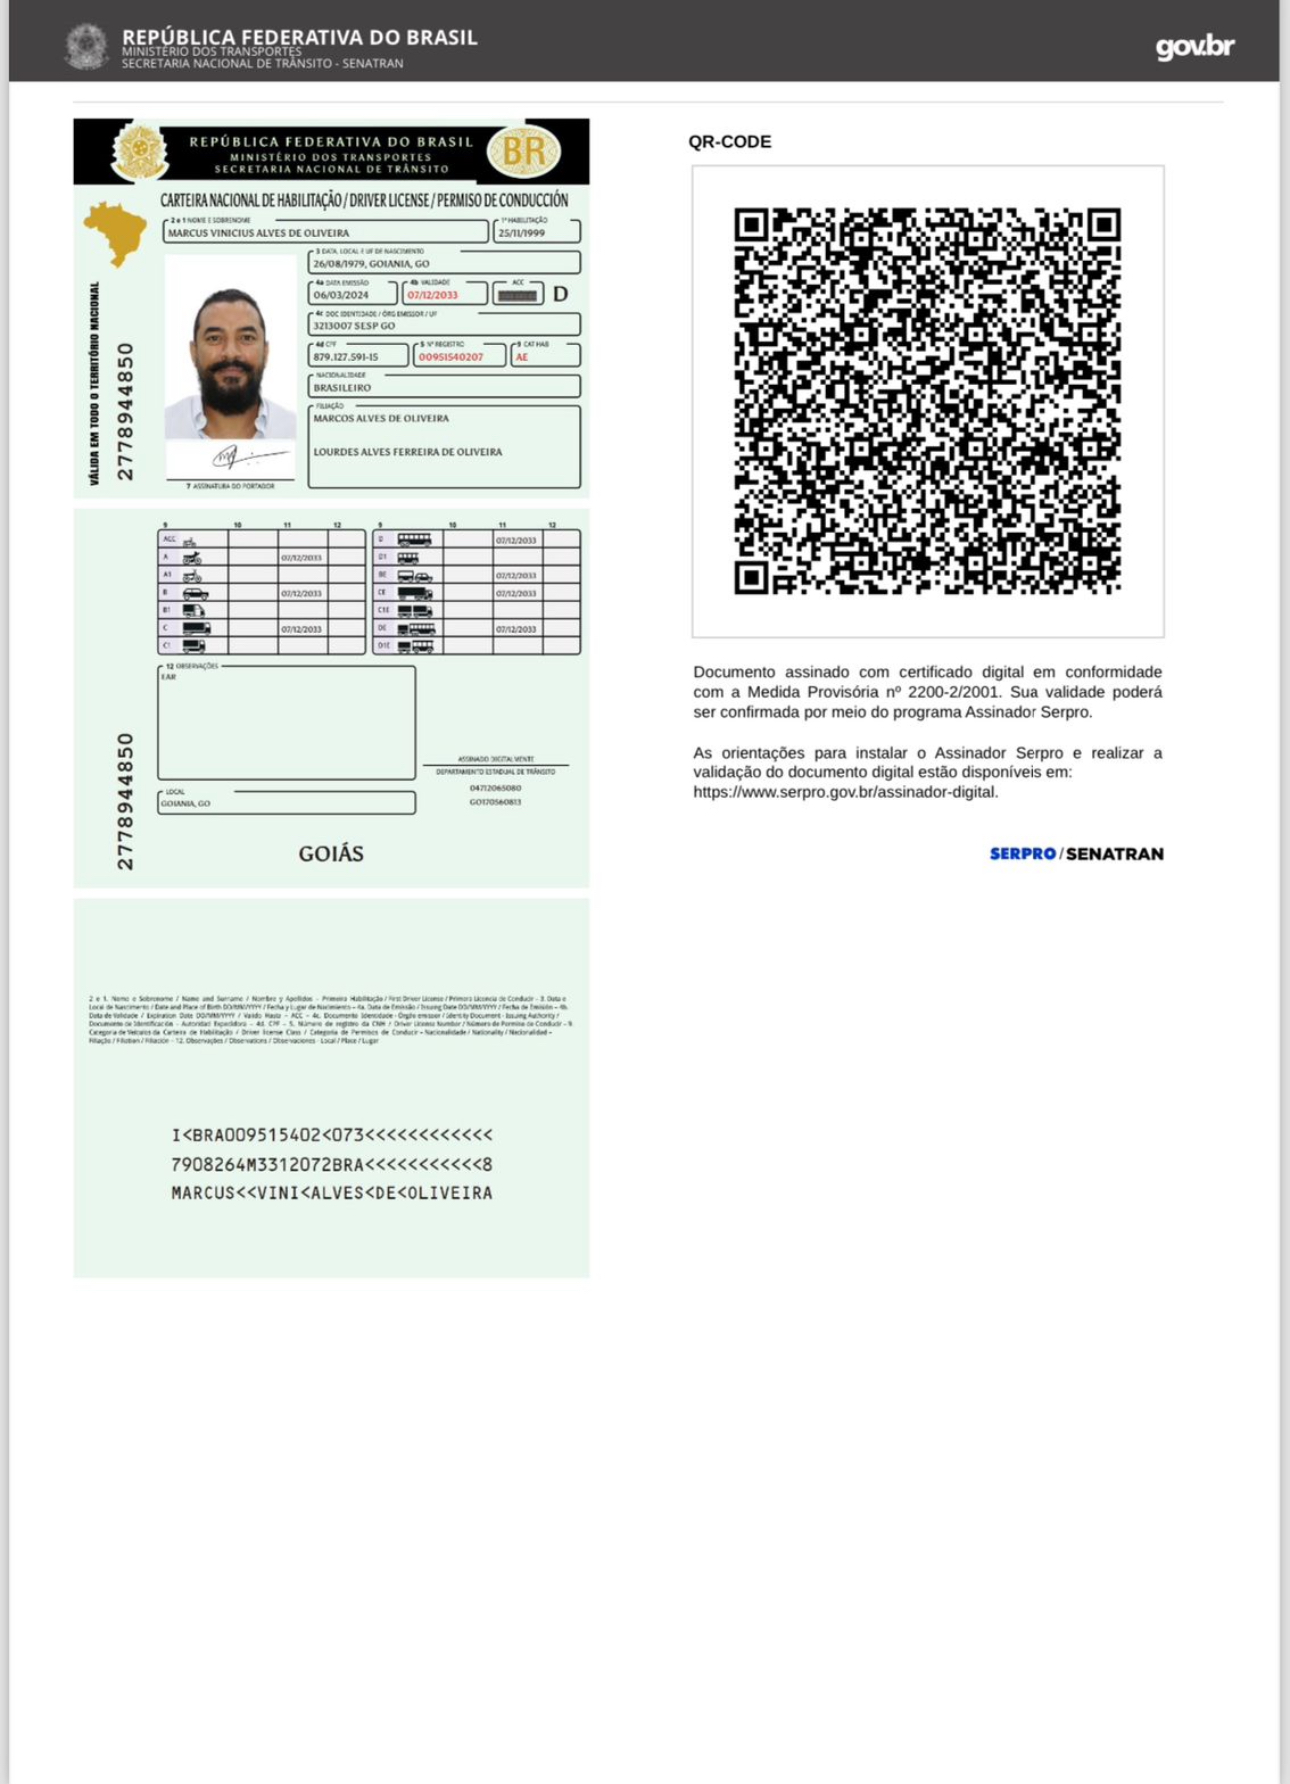 REPÚBLICA FEDERATIVA DO BRASIL
MINISTÉRIO DOS TRANSPORTES
SECRETARIA NACIONAL DE TRÂNSITO - SENATRAN
gov.br
REPÚBLICA FEDERATIVA DO BRASIL
MINISTÉRIO DOS TRANSPORTES
SECRETARIA NACIONAL DE TRÂNSITO
BR
CARTEIRA NACIONAL DE HABILITAÇÃO / DRIVER LICENSE / PERMISO DE CONDUCCIÓN
2 e 1 NOME E SOBRENOME
1ª HABILITAÇÃO
MARCUS VINICIUS ALVES DE OLIVEIRA
25/11/1999
3 DATA, LOCAL E UF DE NASCIMENTO
26/08/1979, GOIANIA, GO
4a DATA EMISSÃO
4b VALIDADE
ACC
06/03/2024
07/12/2033
D
4c DOC IDENTIDADE / ÓRG EMISSOR / UF
3213007 SESP GO
4d CPF
5 Nº REGISTRO
9 CAT HAB
879.127.591-15
00951540207
AE
NACIONALIDADE
BRASILEIRO
FILIAÇÃO
MARCOS ALVES DE OLIVEIRA
LOURDES ALVES FERREIRA DE OLIVEIRA
7 ASSINATURA DO PORTADOR
VÁLIDA EM TODO O TERRITÓRIO NACIONAL
2778944850
9 10 11 12 9 10 11 12
ACC D 07/12/2033
A 07/12/2033 D1
A1 BE 07/12/2033
B 07/12/2033 CE 07/12/2033
B1 C1E
C 07/12/2033 DE 07/12/2033
C1 D1E
12 OBSERVAÇÕES
EAR
ASSINADO DIGITALMENTE
DEPARTAMENTO ESTADUAL DE TRÂNSITO
04712065080
GO170560813
LOCAL
GOIANIA, GO
2778944850
GOIÁS
2 e 1. Nome e Sobrenome / Name and Surname / Nombre y Apellidos – Primeira Habilitação / First Driver License / Primera Licencia de Conducir – 3. Data e
Local de Nascimento / Date and Place of Birth DD/MM/YYYY / Fecha y Lugar de Nacimiento – 4a. Data de Emissão / Issuing Date DD/MM/YYYY / Fecha de Emisión – 4b.
Data de Validade / Expiration Date DD/MM/YYYY / Válido Hasta – ACC – 4c. Documento Identidade - Órgão emissor / Identity Document - Issuing Authority /
Documento de Identificación - Autoridad Expedidora – 4d. CPF – 5. Número de registro da CNH / Driver License Number / Número de Permiso de Conducir – 9.
Categoria de Veículos da Carteira de Habilitação / Driver license Class / Categoría de Permisos de Conducir – Nacionalidade / Nationality / Nacionalidad –
Filiação / Filiation / Filiación – 12. Observações / Observations / Observaciones - Local / Place / Lugar
I<BRA009515402<073<<<<<<<<<<<<
7908264M3312072BRA<<<<<<<<<<<8
MARCUS<<VINI<ALVES<DE<OLIVEIRA
QR-CODE
Documento assinado com certificado digital em conformidade
com a Medida Provisória nº 2200-2/2001. Sua validade poderá
ser confirmada por meio do programa Assinador Serpro.
As orientações para instalar o Assinador Serpro e realizar a
validação do documento digital estão disponíveis em:
https://www.serpro.gov.br/assinador-digital.
SERPRO / SENATRAN